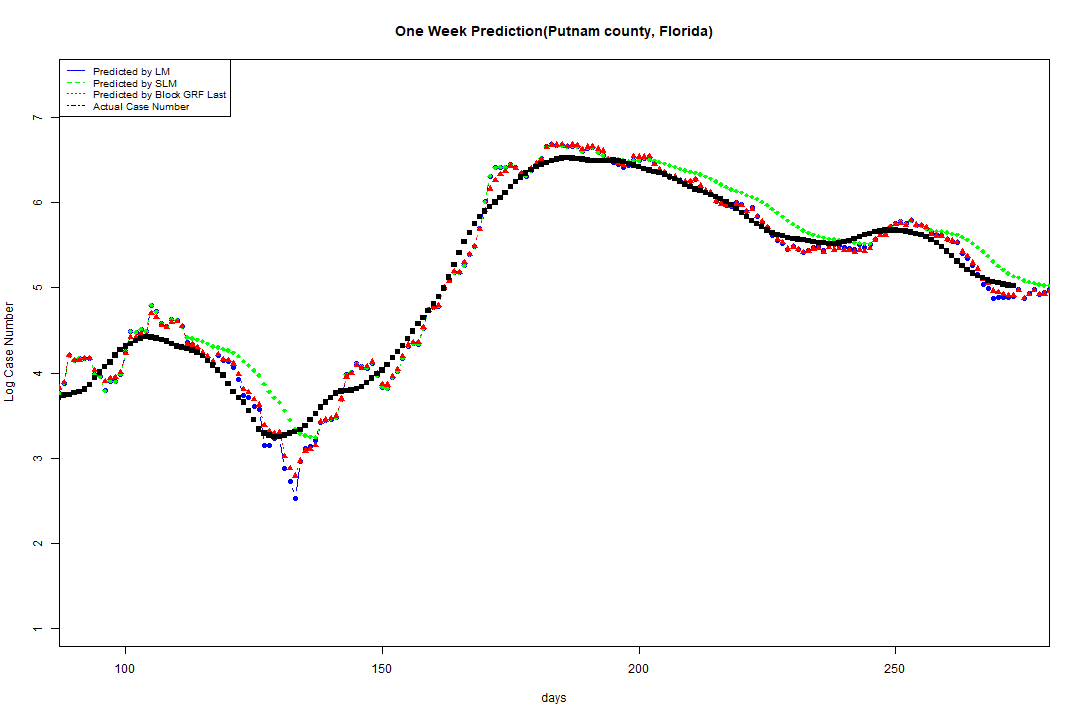 One Week Prediction(Putnam county, Florida)
Predicted by LM
Predicted by SLM
Predicted by Block GRF Last
Actual Case Number
7
6
5
4
3
2
1
Log Case Number
100 150 200 250
days